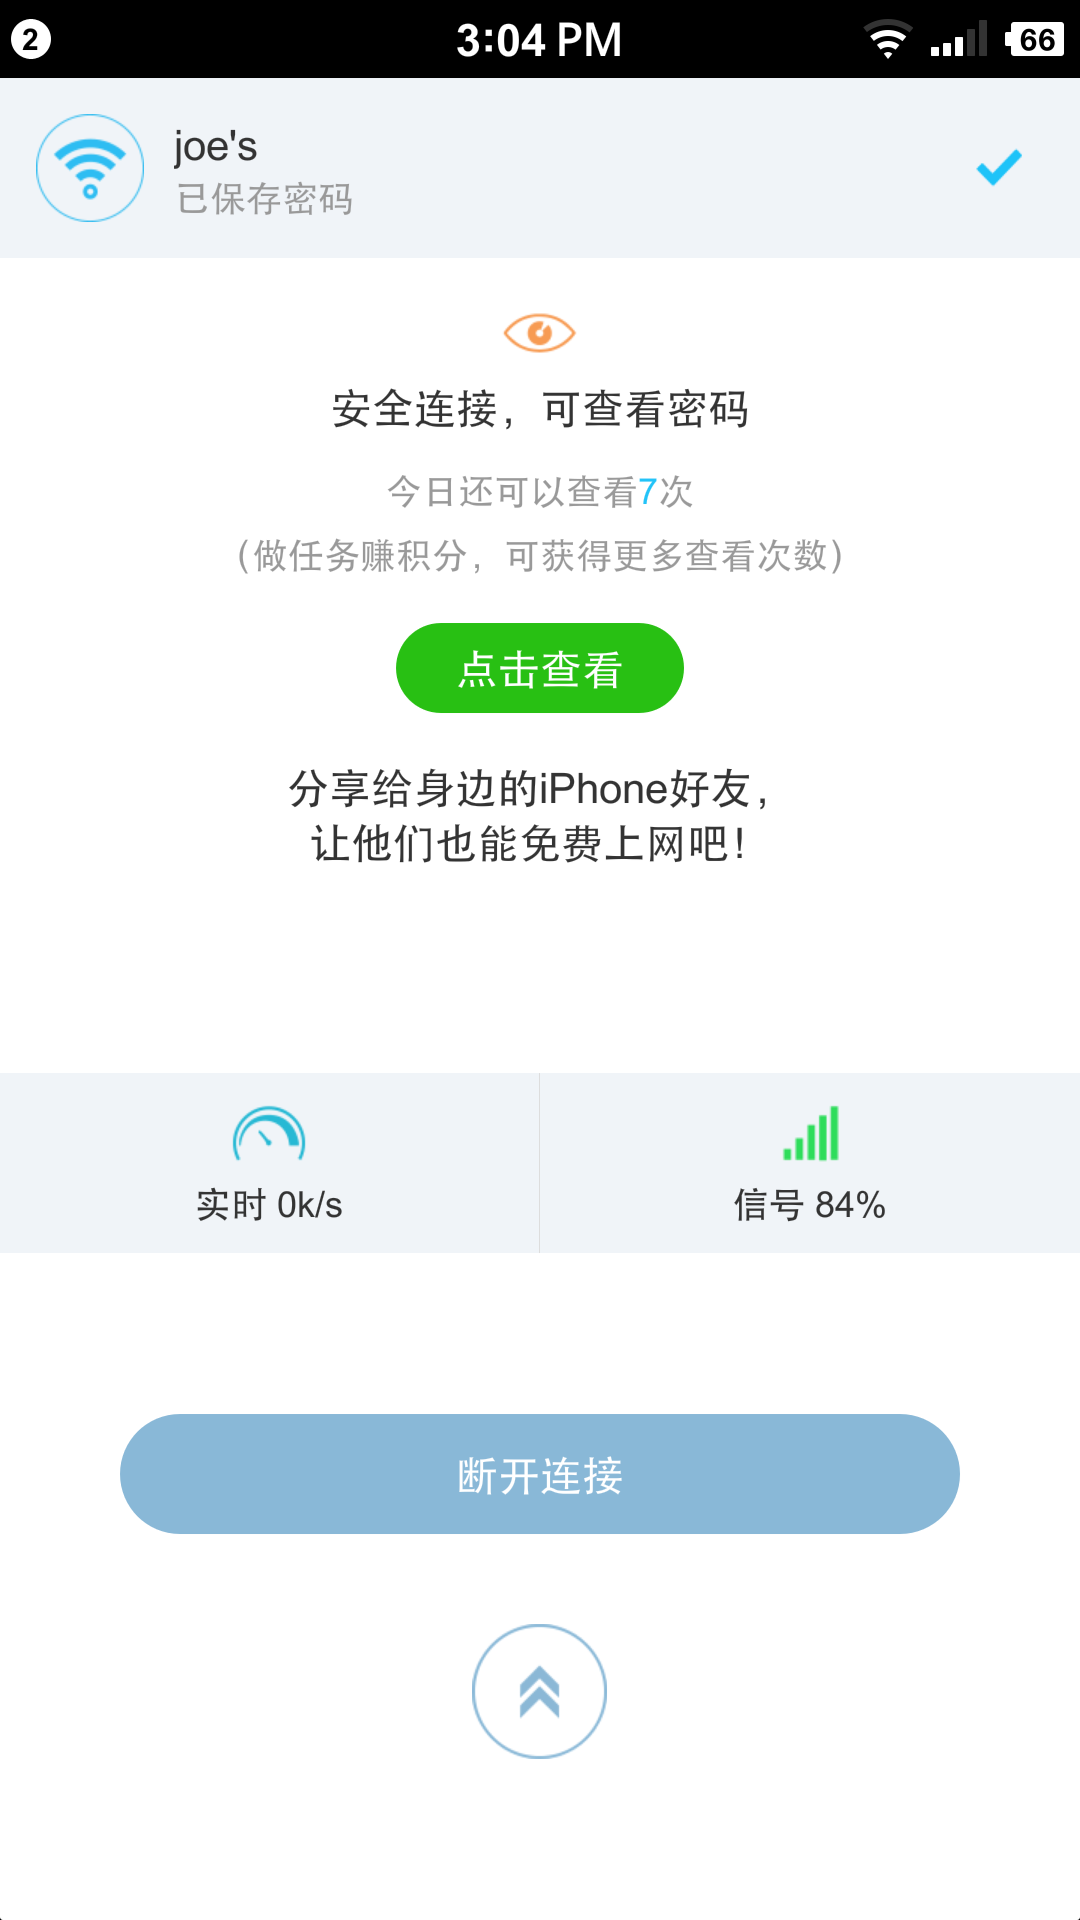 2 3:04 PM 66
joe's
已保存密码
安全连接，可查看密码
今日还可以查看7次
（做任务赚积分，可获得更多查看次数）
点击查看
分享给身边的iPhone好友，
让他们也能免费上网吧！
实时 0k/s
信号 84%
断开连接